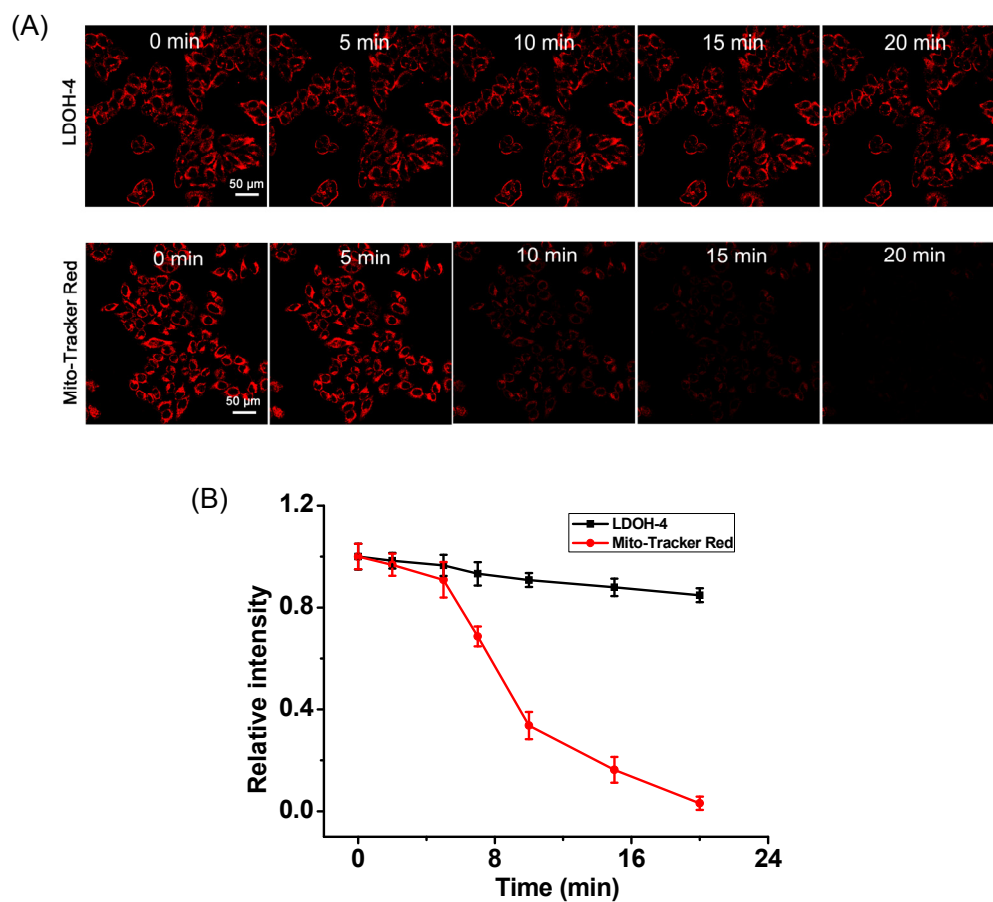 (A)
LDOH-4
0 min
5 min
10 min
15 min
20 min
50 μm
Mito-Tracker Red
0 min
5 min
10 min
15 min
20 min
50 μm
(B)
Relative intensity
1.2
0.8
0.4
0.0
LDOH-4
Mito-Tracker Red
0
8
16
24
Time (min)